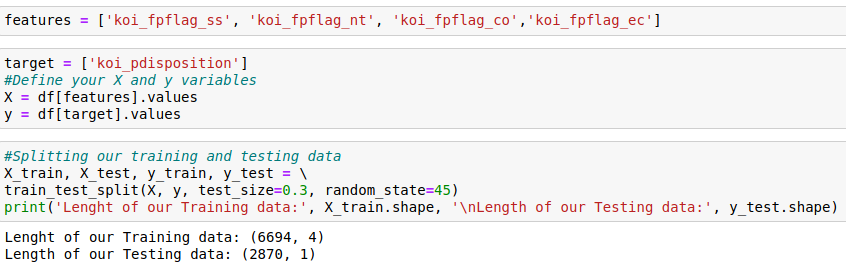 features = ['koi_fpflag_ss', 'koi_fpflag_nt', 'koi_fpflag_co','koi_fpflag_ec']
target = ['koi_pdisposition']
#Define your X and y variables
X = df[features].values
y = df[target].values
#Splitting our training and testing data
X_train, X_test, y_train, y_test = \
train_test_split(X, y, test_size=0.3, random_state=45)
print('Lenght of our Training data:', X_train.shape, '\nLength of our Testing data:', y_test.shape)
Lenght of our Training data: (6694, 4)
Length of our Testing data: (2870, 1)